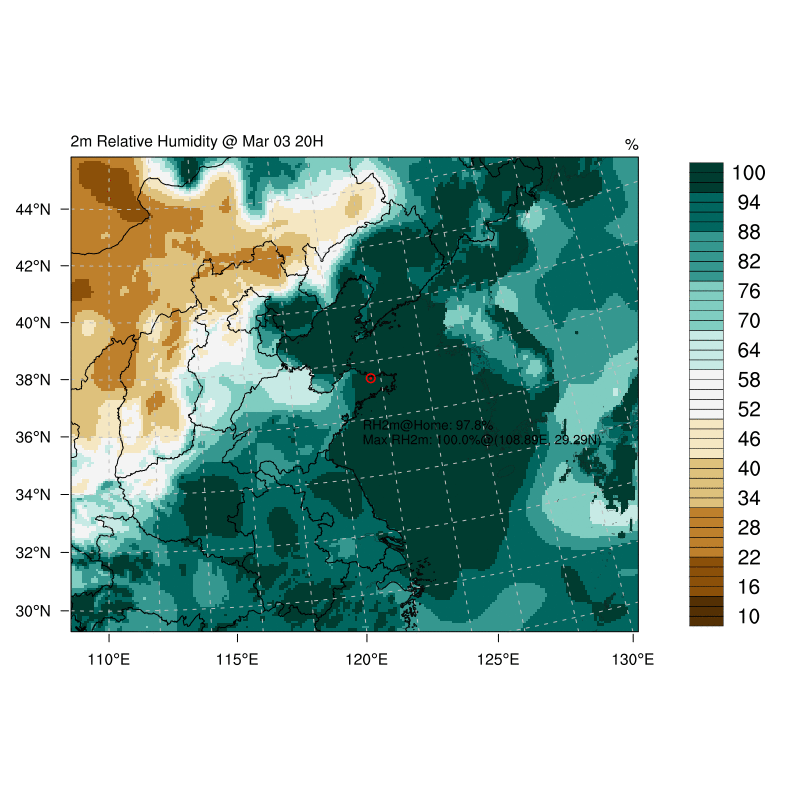 2m Relative Humidity @ Mar 03 20H
%
100
94
88
82
76
70
64
58
52
46
40
34
28
22
16
10
44°N
42°N
40°N
38°N
36°N
34°N
32°N
30°N
RH2m@Home: 97.8%
Max RH2m: 100.0%@(108.89E, 29.29N)
110°E
115°E
120°E
125°E
130°E